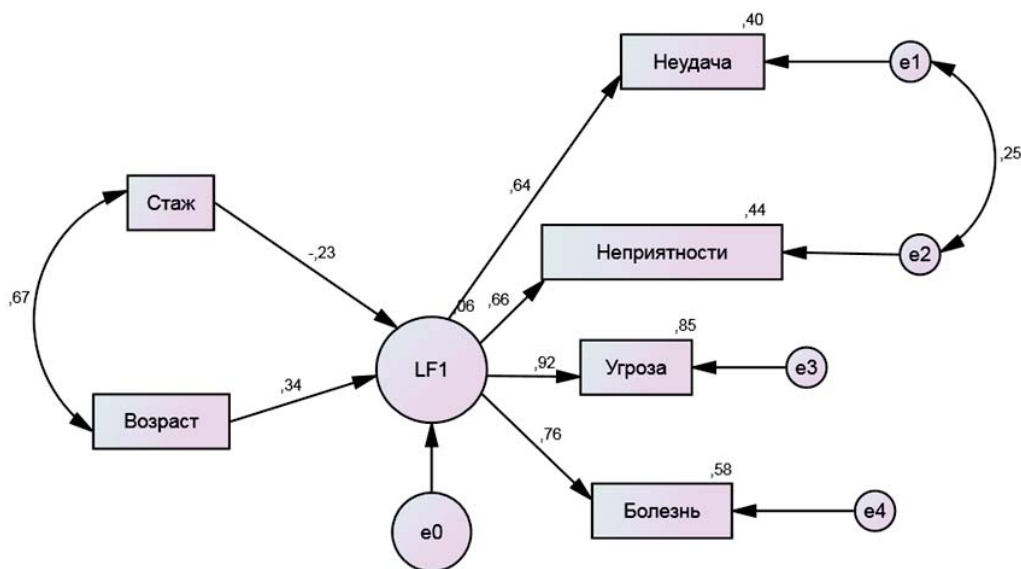 ,40
Неудача
e1
,25
,64
Стаж
,44
-,23
Неприятности
e2
,67
,06
,66
,85
LF1
,92
Угроза
e3
,34
Возраст
,76
,58
e0
Болезнь
e4